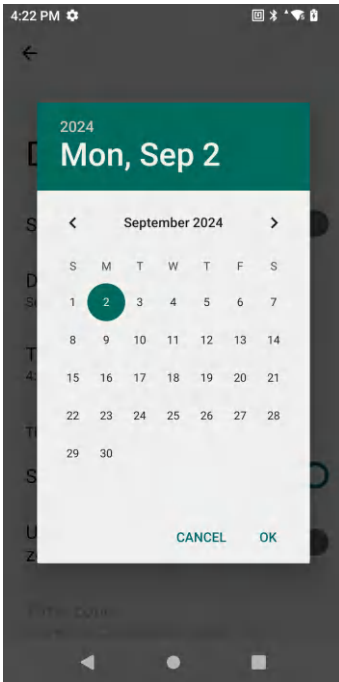 4:22 PM
2024
Mon, Sep 2
September 2024
S M T W T F S
1 2 3 4 5 6 7
8 9 10 11 12 13 14
15 16 17 18 19 20 21
22 23 24 25 26 27 28
29 30
CANCEL OK